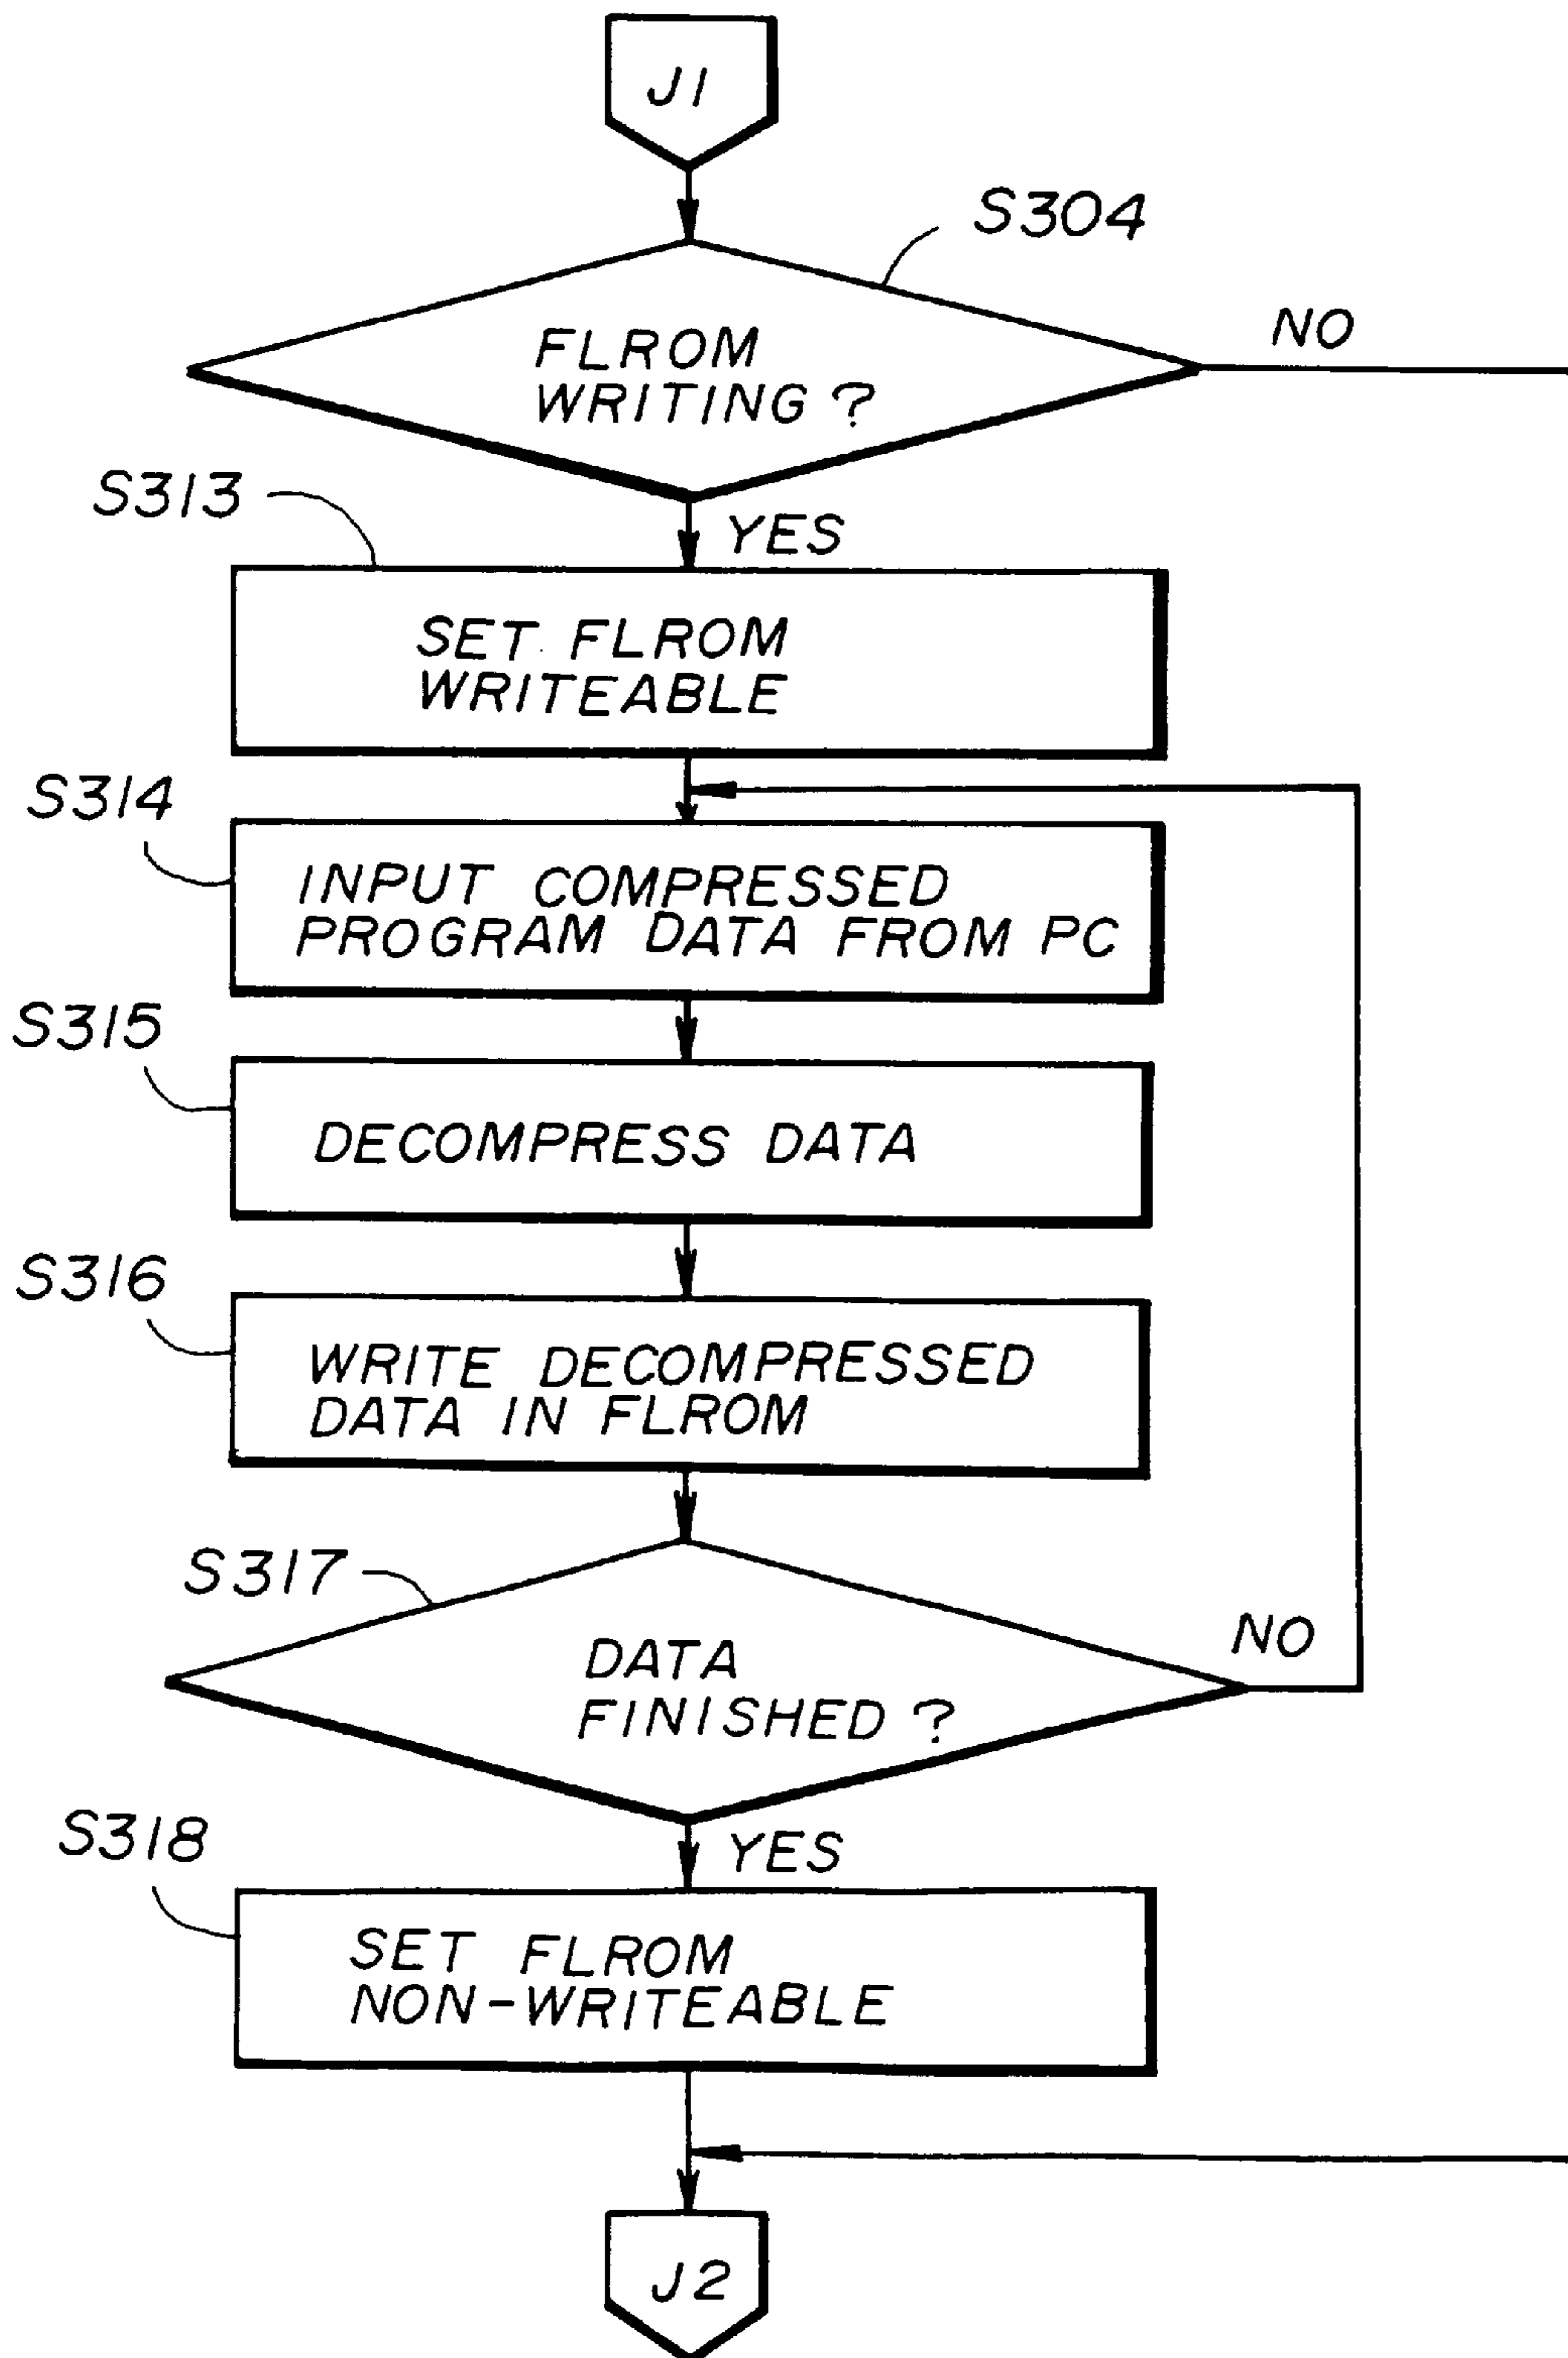 J1
S304
NO
FLROM
WRITING ?
S313
YES
SET FLROM
WRITEABLE
S314
INPUT COMPRESSED
PROGRAM DATA FROM PC
S315
DECOMPRESS DATA
S316
WRITE DECOMPRESSED
DATA IN FLROM
S317
NO
DATA
FINISHED ?
S318
YES
SET FLROM
NON-WRITEABLE
J2